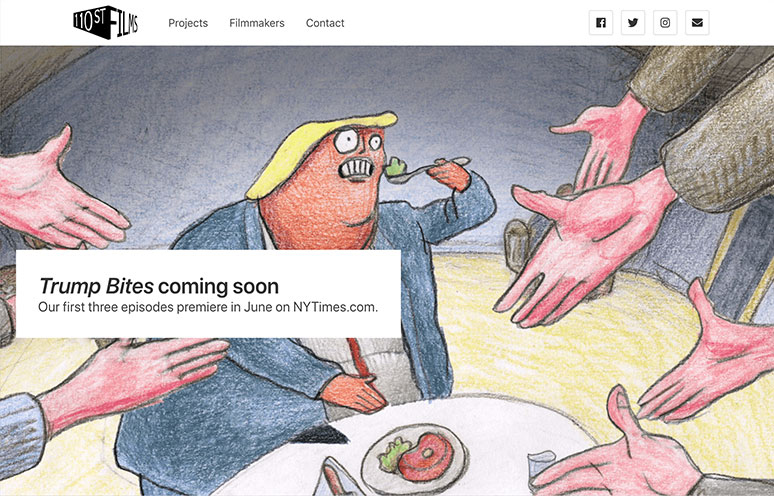 110 ST FILMS
Projects Filmmakers Contact
Trump Bites coming soon
Our first three episodes premiere in June on NYTimes.com.